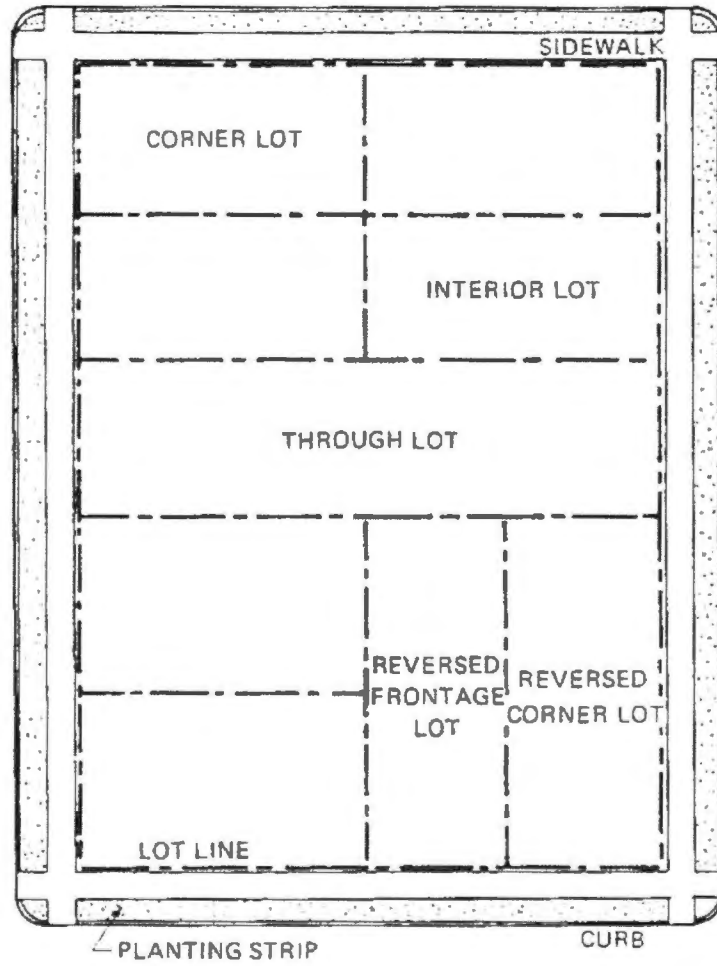 SIDEWALK
CORNER LOT
INTERIOR LOT
THROUGH LOT
REVERSED
FRONTAGE
LOT
REVERSED
CORNER LOT
LOT LINE
PLANTING STRIP
CURB